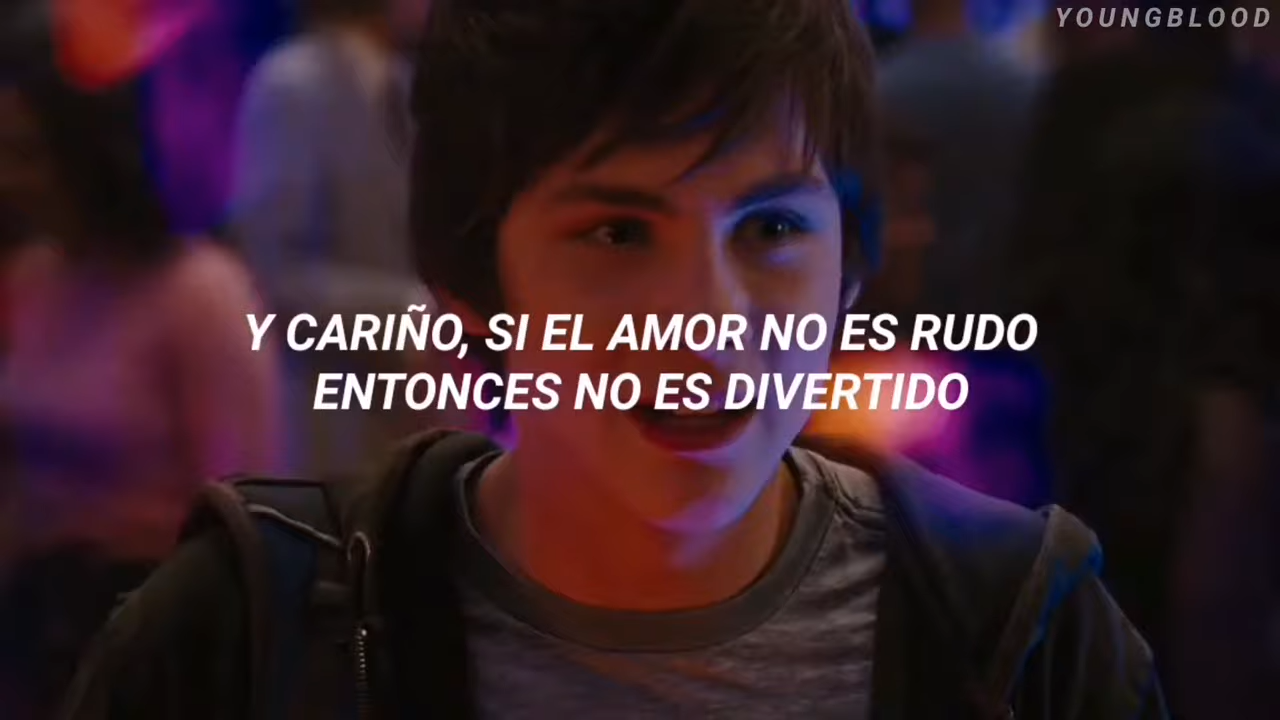 YOUNGBLOOD
Y CARIÑO, SI EL AMOR NO ES RUDO
ENTONCES NO ES DIVERTIDO